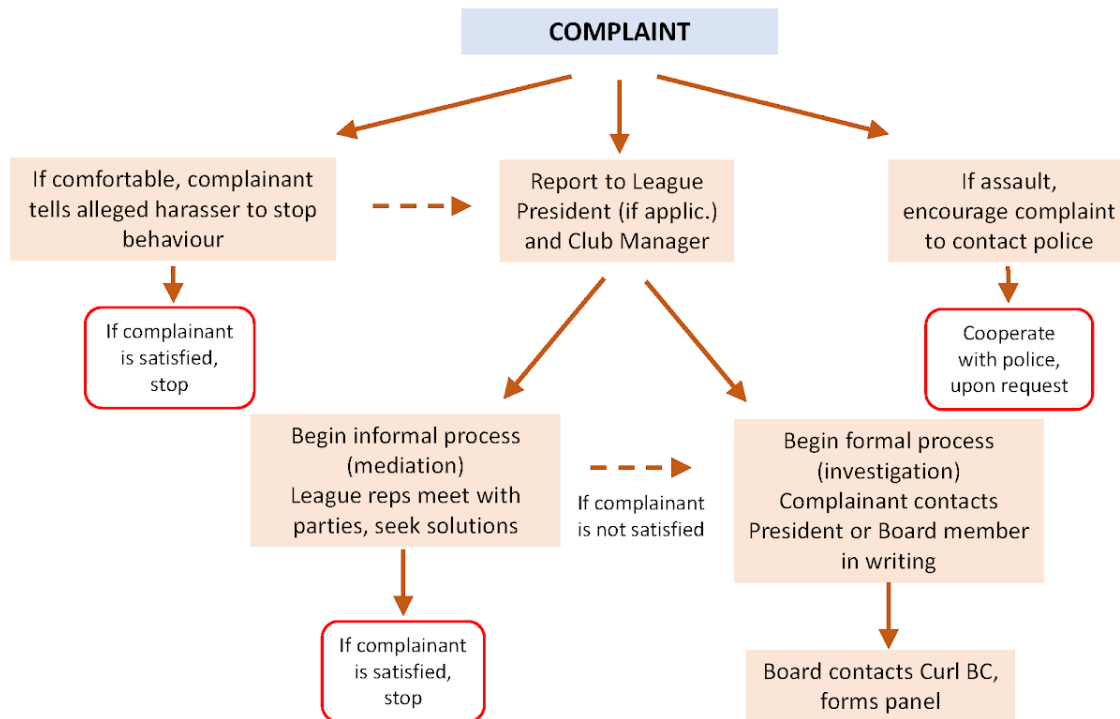 COMPLAINT
If comfortable, complainant
tells alleged harasser to stop
behaviour
Report to League
President (if applic.)
and Club Manager
If assault,
encourage complaint
to contact police
If complainant
is satisfied,
stop
Cooperate
with police,
upon request
Begin informal process
(mediation)
League reps meet with
parties, seek solutions
If complainant
is not satisfied
Begin formal process
(investigation)
Complainant contacts
President or Board member
in writing
If complainant
is satisfied,
stop
Board contacts Curl BC,
forms panel